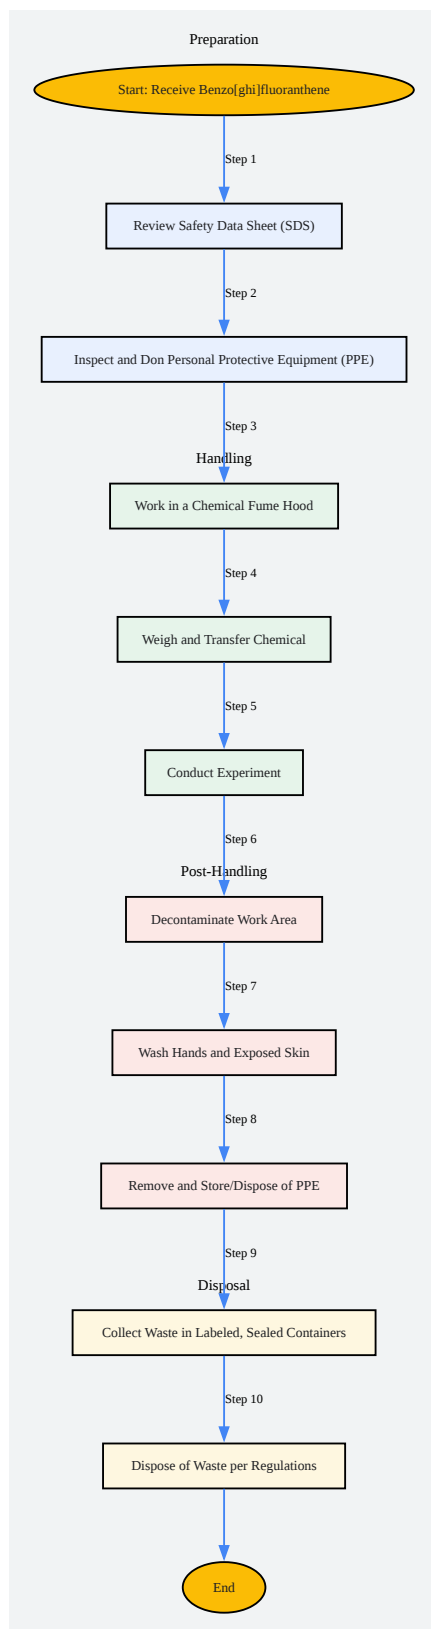 Preparation
Start: Receive Benzo[ghi]fluoranthene
Step 1
Review Safety Data Sheet (SDS)
Step 2
Inspect and Don Personal Protective Equipment (PPE)
Step 3
Handling
Work in a Chemical Fume Hood
Step 4
Weigh and Transfer Chemical
Step 5
Conduct Experiment
Step 6
Post-Handling
Decontaminate Work Area
Step 7
Wash Hands and Exposed Skin
Step 8
Remove and Store/Dispose of PPE
Step 9
Disposal
Collect Waste in Labeled, Sealed Containers
Step 10
Dispose of Waste per Regulations
End